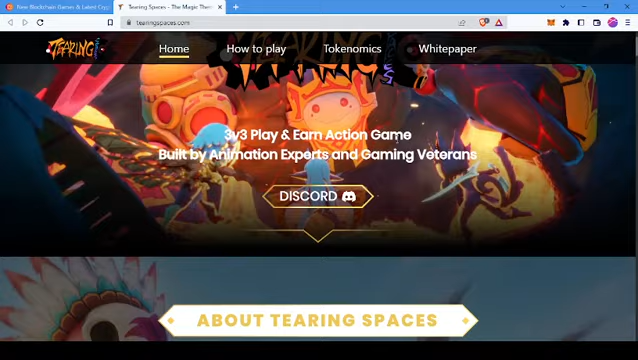 New Blockchain Games & Latest Cryp
Tearing Spaces - The Magic Them
tearingspaces.com
TEARING
Home
How to play
Tokenomics
Whitepaper
3v3 Play & Earn Action Game
Built by Animation Experts and Gaming Veterans
DISCORD
ABOUT TEARING SPACES